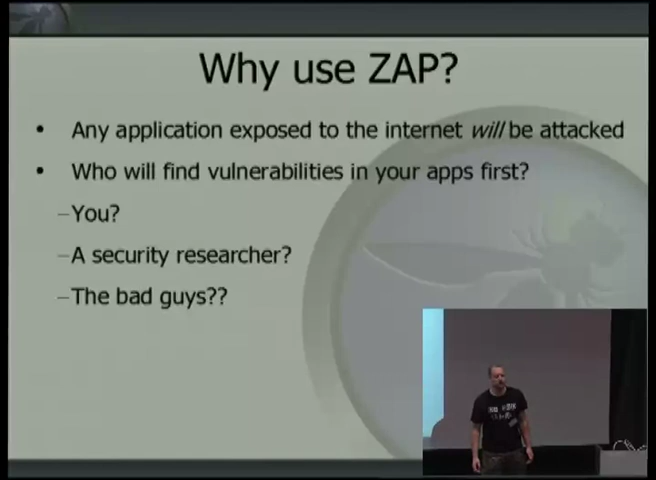 Why use ZAP?
• Any application exposed to the internet will be attacked
• Who will find vulnerabilities in your apps first?
–You?
–A security researcher?
–The bad guys??